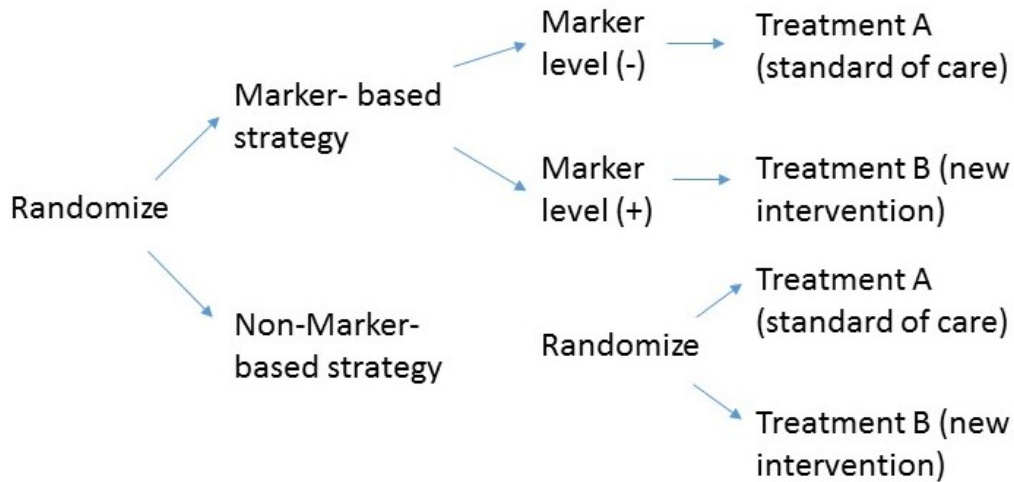 Marker
level (-)
Treatment A
(standard of care)
Marker- based
strategy
Marker
level (+)
Treatment B (new
intervention)
Randomize
Non-Marker-
based strategy
Randomize
Treatment A
(standard of care)
Treatment B (new
intervention)